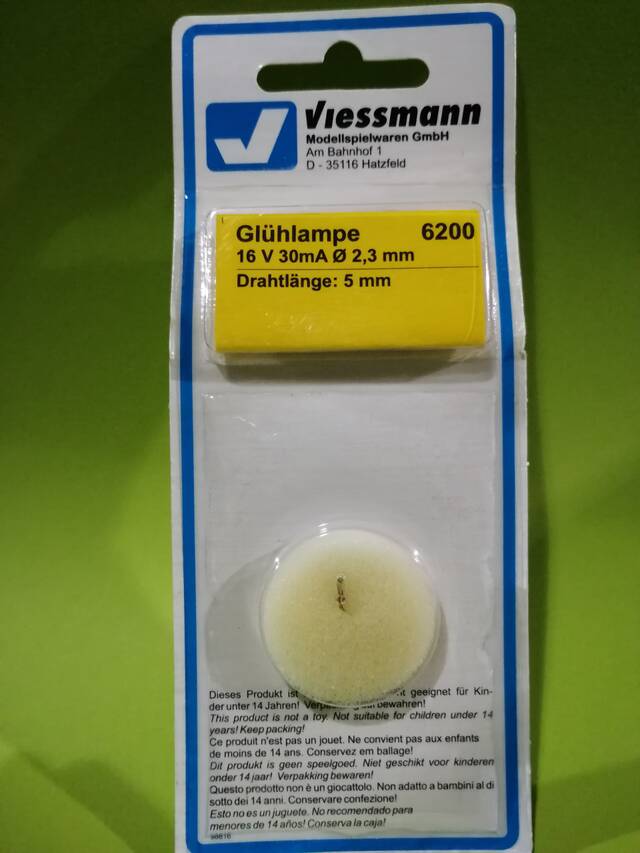 Viessmann
Modellspielwaren GmbH
Am Bahnhof 1
D - 35116 Hatzfeld
Glühlampe 6200
16 V 30mA Ø 2,3 mm
Drahtlänge: 5 mm
Dieses Produkt ist geeignet für Kin-
der unter 14 Jahren! aufbewahren!
This product is not a toy. Not suitable for children under 14
years! Keep packing!
Ce produit n'est pas un jouet. Ne convient pas aux enfants
de moins de 14 ans. Conservez em ballage!
Dit produkt is geen speelgoed. Niet geschikt voor kinderen
onder 14 jaar! Verpakking bewaren!
Questo prodotto non è un giocattolo. Non adatto a bambini al di
sotto dei 14 anni. Conservare confezione!
Esto no es un juguete. No recomendado para
menores de 14 años! Conserva la caja!